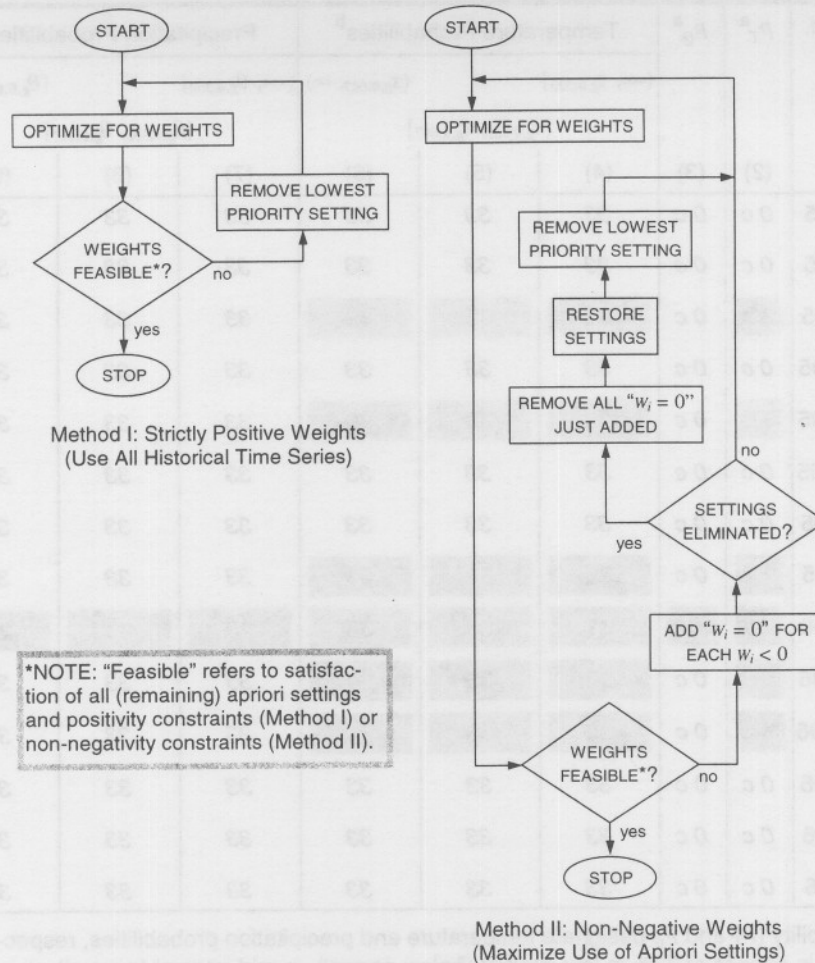 START
OPTIMIZE FOR WEIGHTS
REMOVE LOWEST
PRIORITY SETTING
WEIGHTS
FEASIBLE*?
no
yes
STOP
Method I: Strictly Positive Weights
(Use All Historical Time Series)
*NOTE: "Feasible" refers to satisfac-
tion of all (remaining) apriori settings
and positivity constraints (Method I) or
non-negativity constraints (Method II).
START
OPTIMIZE FOR WEIGHTS
REMOVE LOWEST
PRIORITY SETTING
RESTORE
SETTINGS
REMOVE ALL "wi = 0"
JUST ADDED
no
SETTINGS
ELIMINATED?
yes
ADD "wi = 0" FOR
EACH wi < 0
WEIGHTS
FEASIBLE*?
no
yes
STOP
Method II: Non-Negative Weights
(Maximize Use of Apriori Settings)